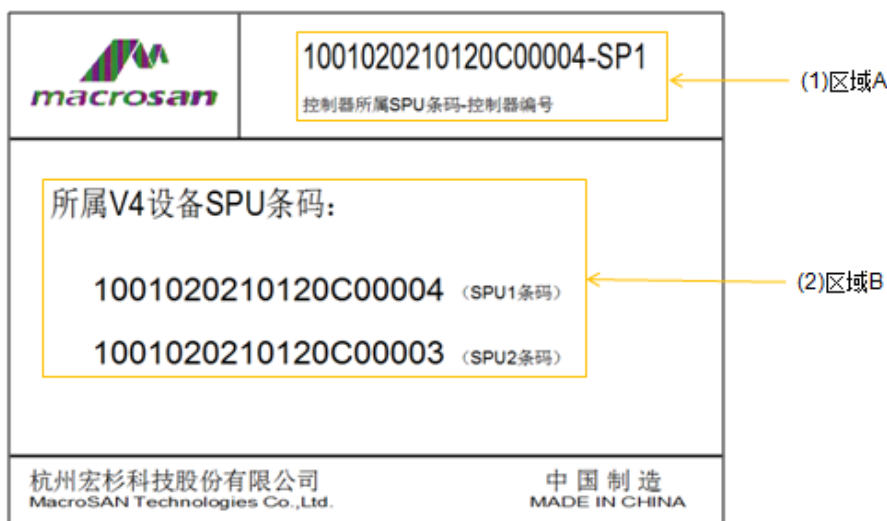 macrosan
1001020210120C00004-SP1
控制器所属SPU条码-控制器编号
(1)区域A
所属V4设备SPU条码：
1001020210120C00004（SPU1条码）
1001020210120C00003（SPU2条码）
(2)区域B
杭州宏杉科技股份有限公司
MacroSAN Technologies Co.,Ltd.
中国制造
MADE IN CHINA